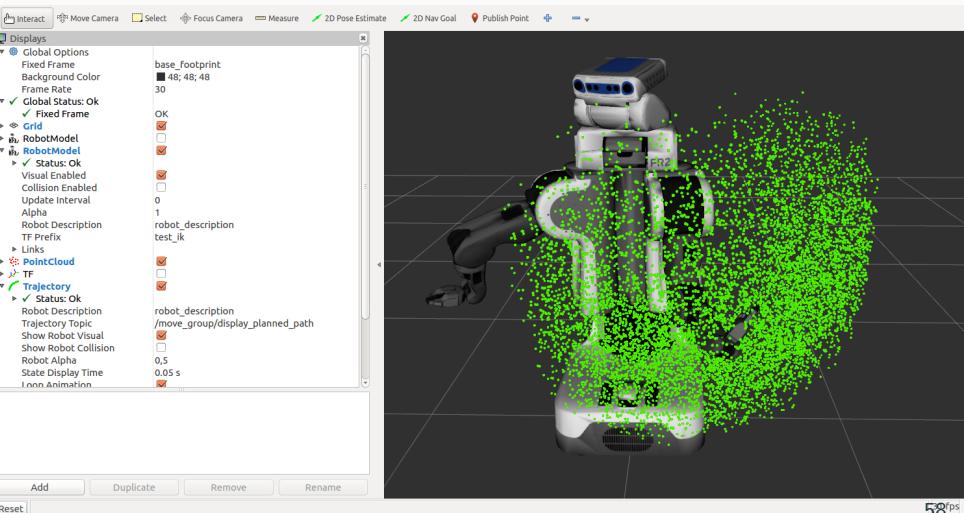 Interact Move Camera Select Focus Camera Measure 2D Pose Estimate 2D Nav Goal Publish Point
Displays
Global Options
Fixed Frame base_footprint
Background Color 48; 48; 48
Frame Rate 30
Global Status: Ok
Fixed Frame OK
Grid
RobotModel
RobotModel
Status: Ok
Visual Enabled
Collision Enabled
Update Interval 0
Alpha 1
Robot Description robot_description
TF Prefix test_ik
Links
PointCloud
TF
Trajectory
Status: Ok
Robot Description robot_description
Trajectory Topic /move_group/display_planned_path
Show Robot Visual
Show Robot Collision
Robot Alpha 0,5
State Display Time 0.05 s
Loop Animation
Add Duplicate Remove Rename
Reset
58
fps
PR2